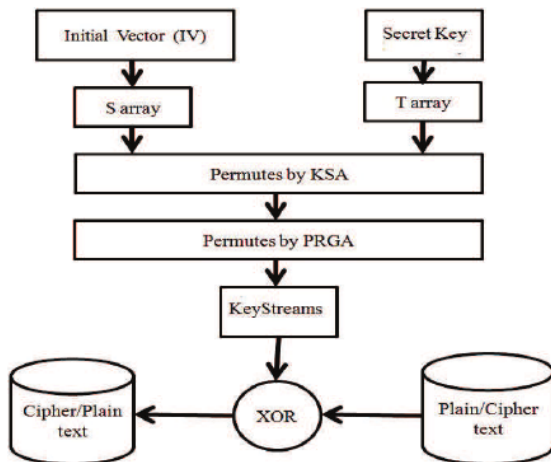 Initial Vector (IV)
Secret Key
S array
T array
Permutes by KSA
Permutes by PRGA
KeyStreams
Cipher/Plain
text
XOR
Plain/Cipher
text